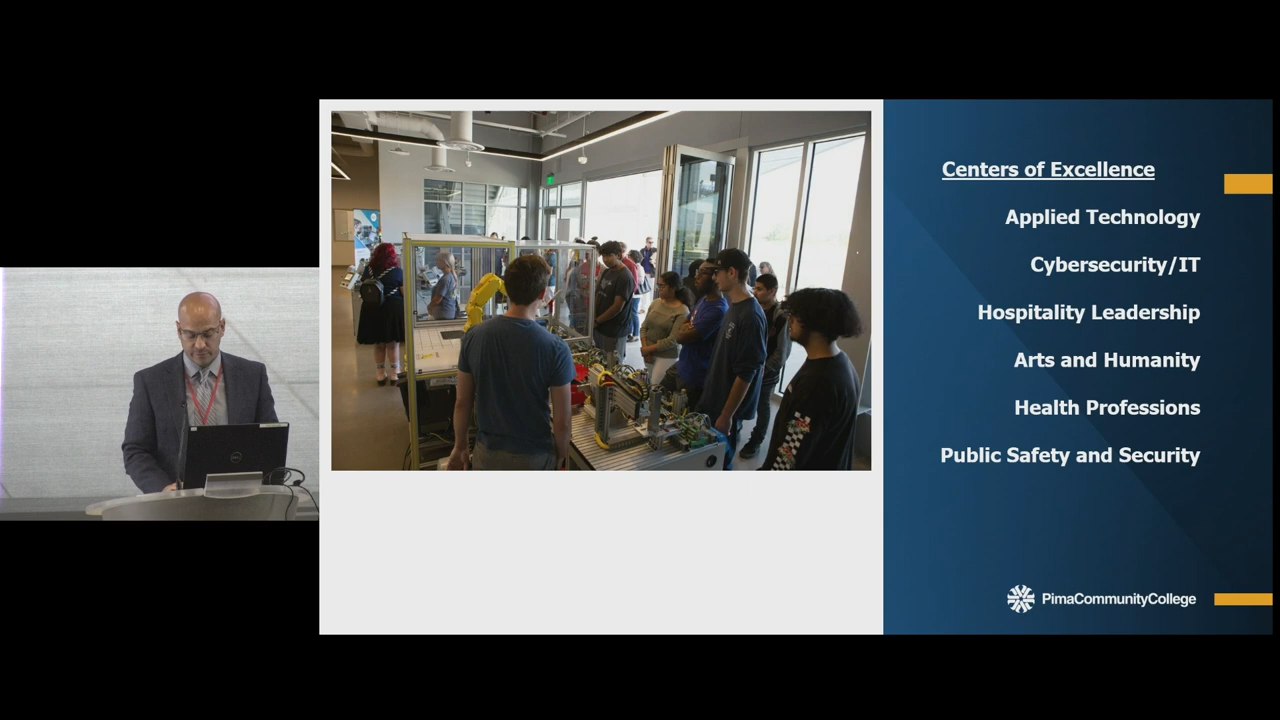 Centers of Excellence
Applied Technology
Cybersecurity/IT
Hospitality Leadership
Arts and Humanity
Health Professions
Public Safety and Security
PimaCommunityCollege